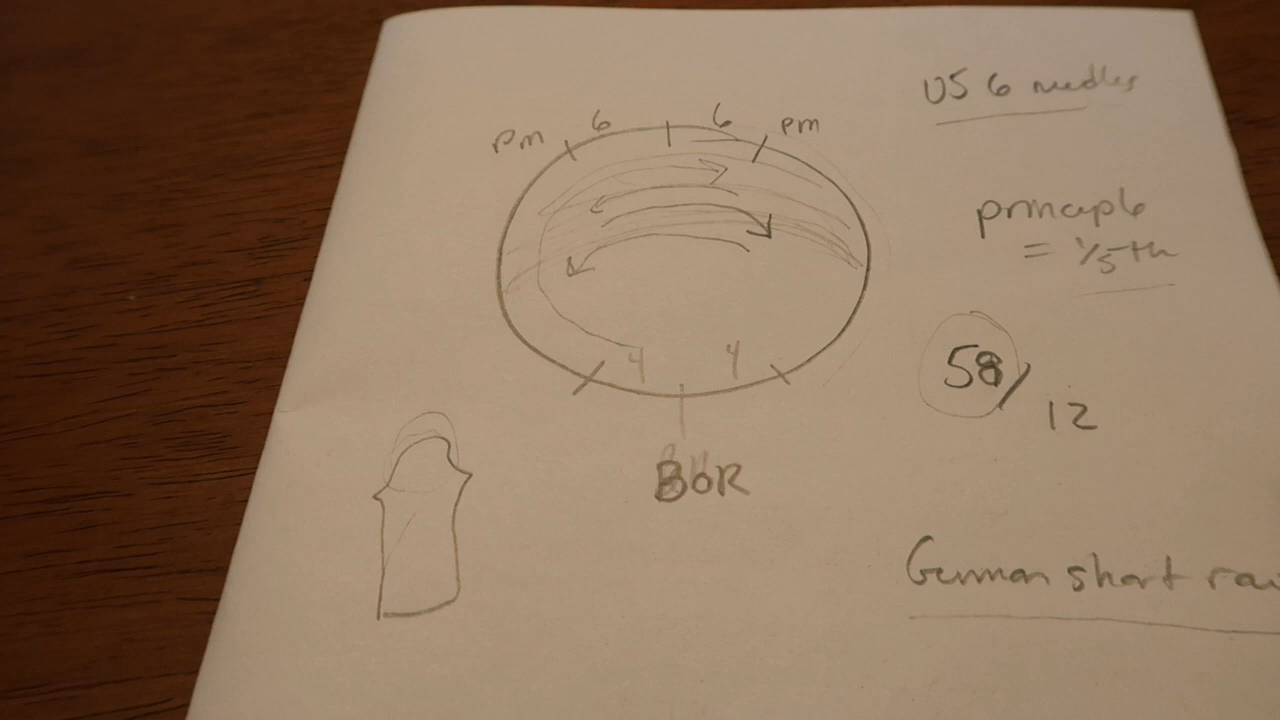 US 6 needles
pm 6 6 pm
principle
= 1/5th
4 4
58/12
BOR
German short